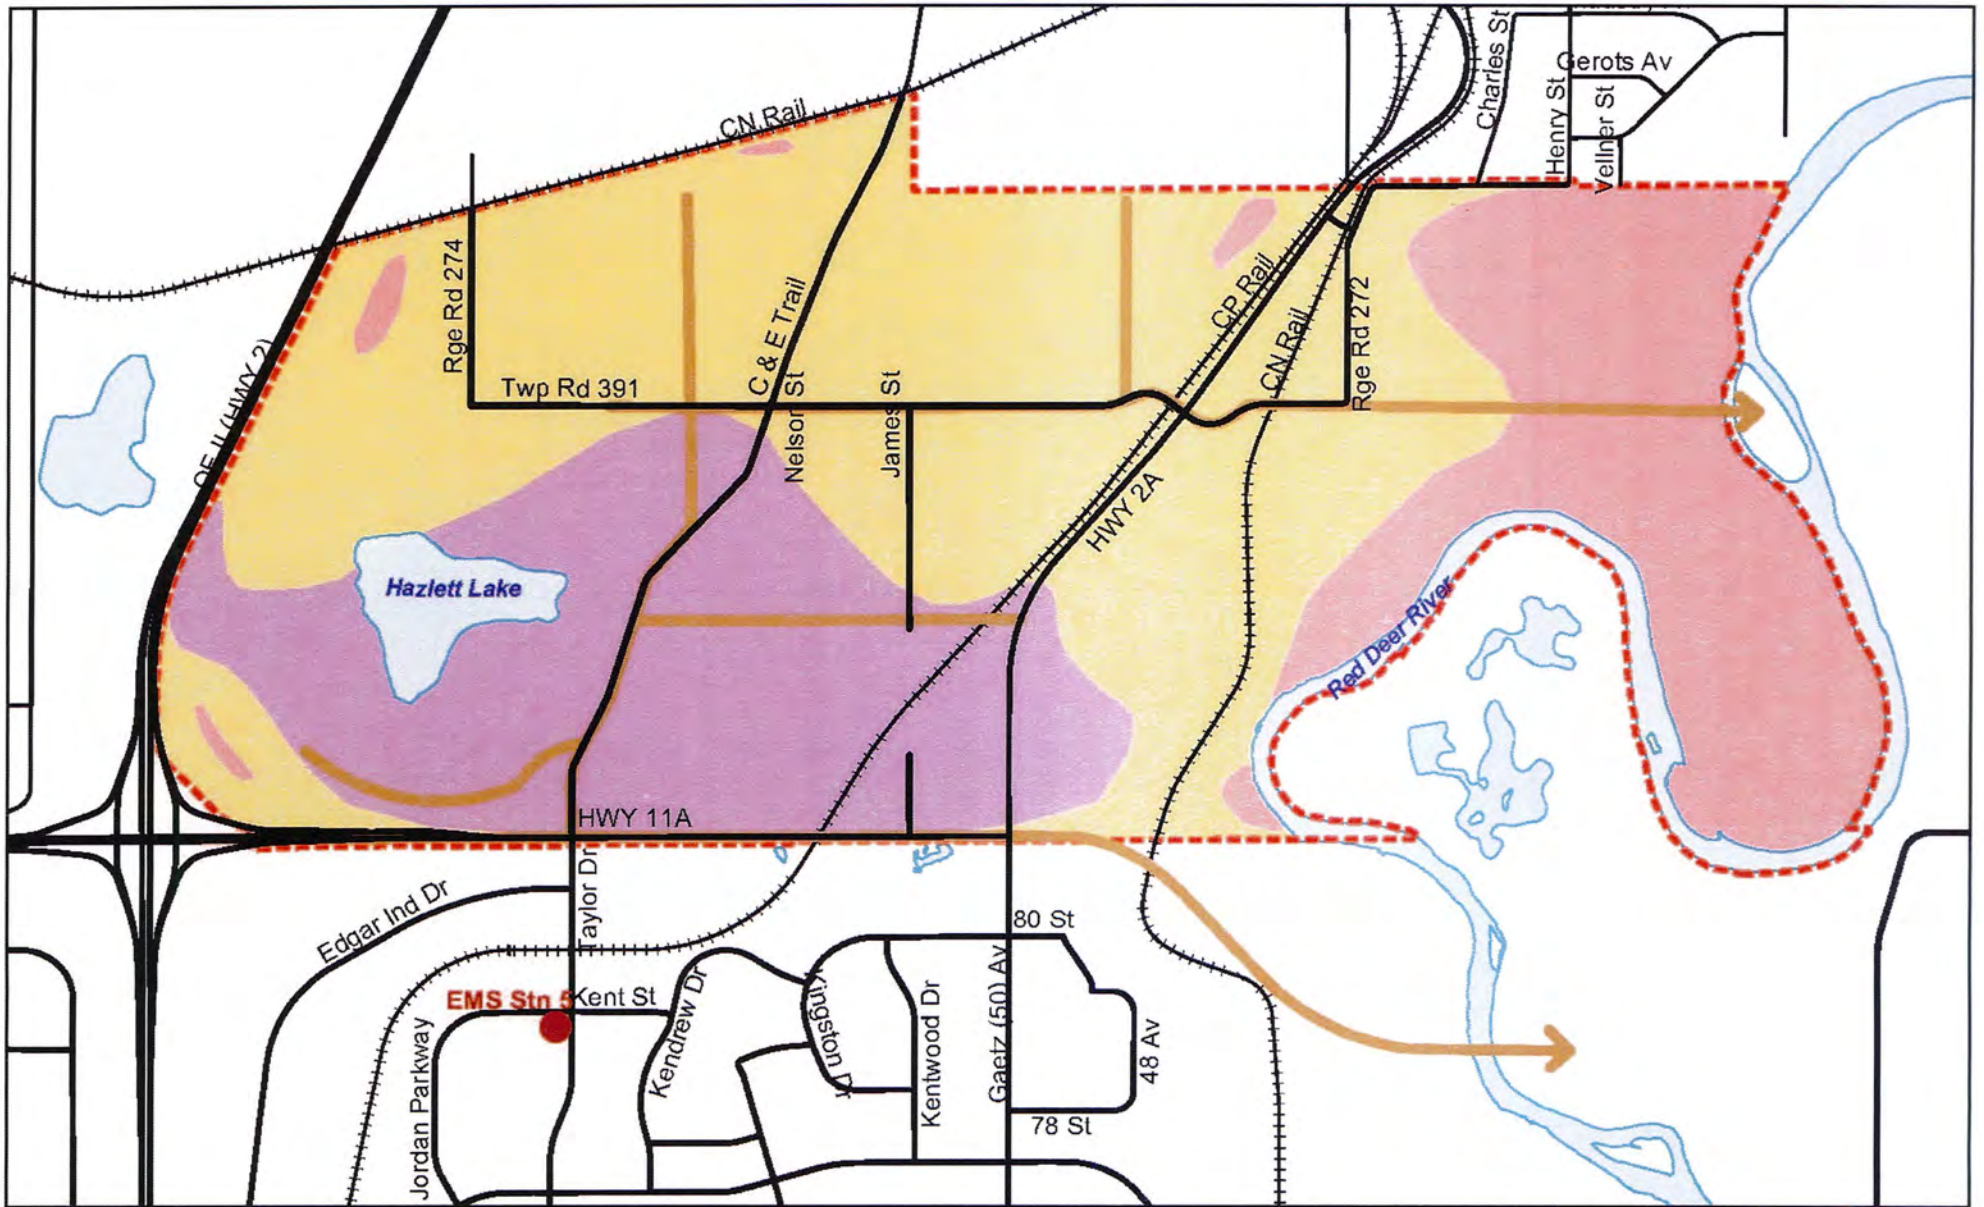 Charles St
Gerots Av
Henry St
Vellner St
CN Rail
Rge Rd 274
C & E Trail
CP Rail
CN Rail
Rge Rd 272
QE II (HWY 2)
Twp Rd 391
Nelson St
James St
HWY 2A
Hazlett Lake
Red Deer River
HWY 11A
Taylor Dr
Edgar Ind Dr
80 St
EMS Stn 5
Kent St
Kendrew Dr
Kingston Dr
Kentwood Dr
Gaetz (50) Av
48 Av
Jordan Parkway
78 St